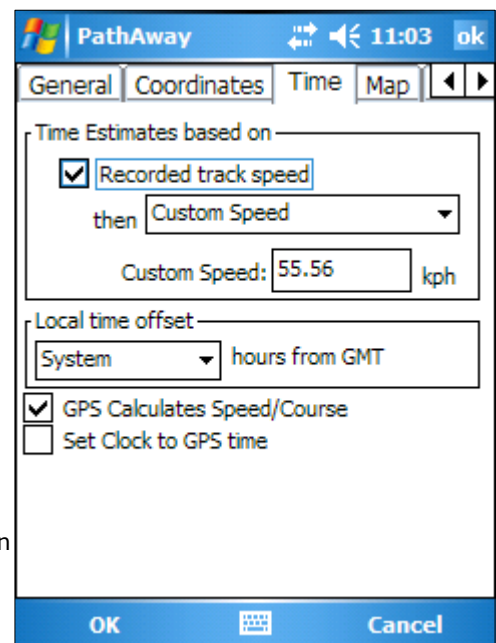 PathAway 11:03 ok
General Coordinates Time Map
Time Estimates based on
Recorded track speed
then Custom Speed
Custom Speed: 55.56 kph
Local time offset
System hours from GMT
GPS Calculates Speed/Course
Set Clock to GPS time
n
OK Cancel